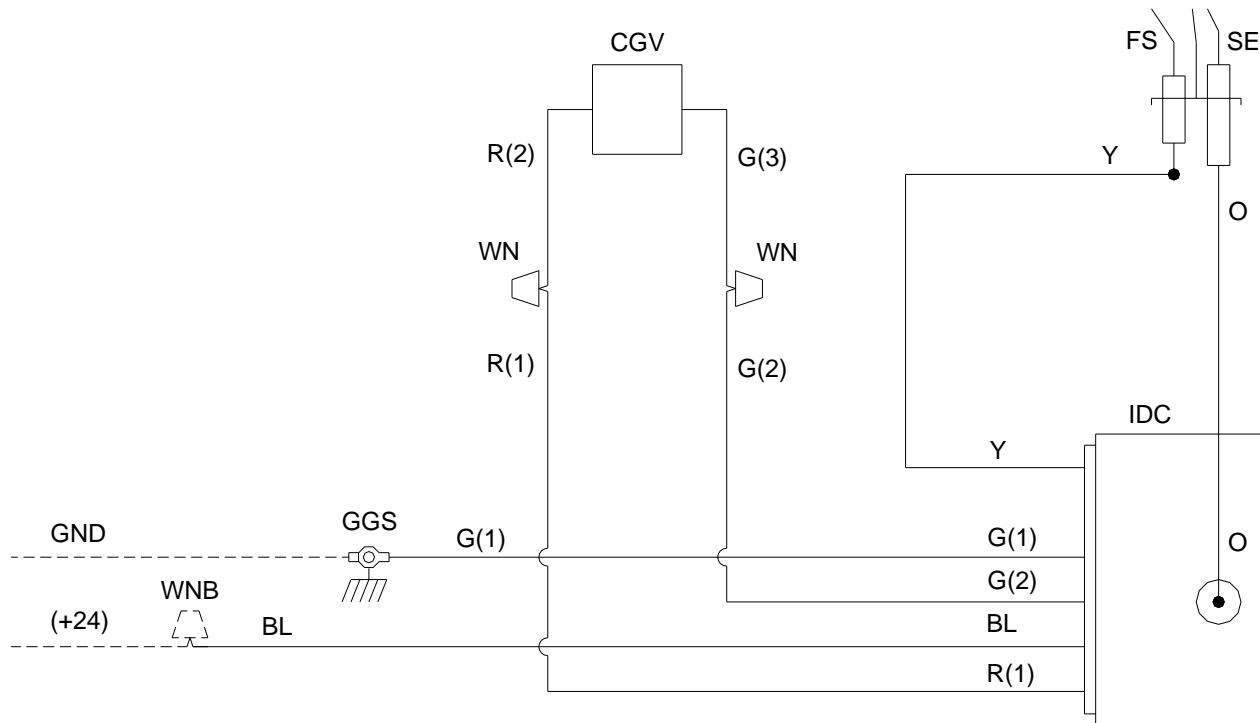 FS
SE
CGV
R(2)
G(3)
Y
O
WN
WN
R(1)
G(2)
IDC
Y
GND
GGS
G(1)
G(1)
O
WNB
G(2)
(+24)
BL
BL
R(1)